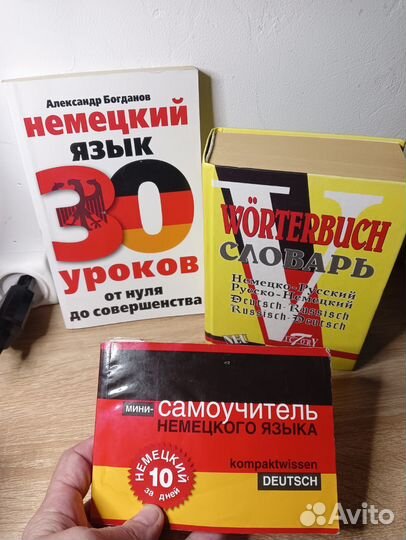 Александр Богданов
немецкий
язык
30
уроков
от нуля
до совершенства
WÖRTERBUCH
СЛОВАРЬ
Немецко-Русский
Русско-Немецкий
Deutsch-Russisch
Russisch-Deutsch
VICTORY
МИНИ-САМОУЧИТЕЛЬ
НЕМЕЦКОГО ЯЗЫКА
НЕМЕЦКИЙ
10
за дней
kompaktwissen
DEUTSCH
Avito